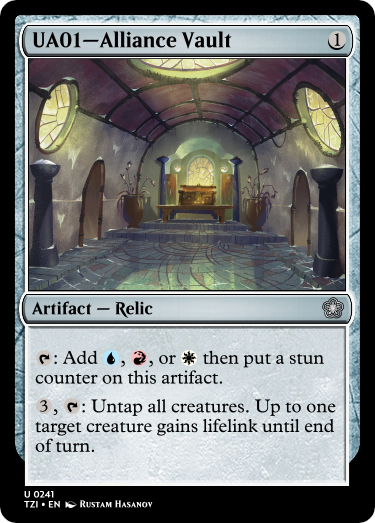 UA01—Alliance Vault 1
Artifact — Relic
: Add , , or then put a stun
counter on this artifact.
3 , : Untap all creatures. Up to one
target creature gains lifelink until end
of turn.
U 0241
TZI • EN Rustam Hasanov